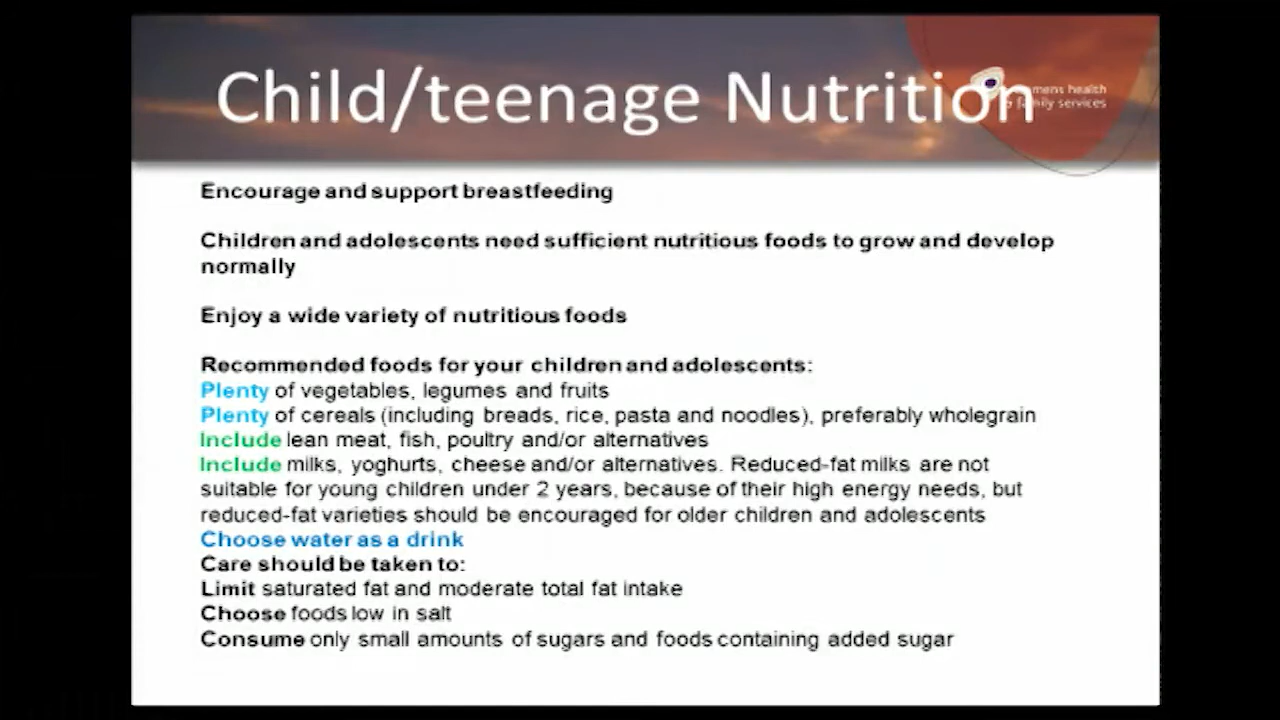 Child/teenage Nutrition
mens health
family services
Encourage and support breastfeeding
Children and adolescents need sufficient nutritious foods to grow and develop
normally
Enjoy a wide variety of nutritious foods
Recommended foods for your children and adolescents:
Plenty of vegetables, legumes and fruits
Plenty of cereals (including breads, rice, pasta and noodles), preferably wholegrain
Include lean meat, fish, poultry and/or alternatives
Include milks, yoghurts, cheese and/or alternatives. Reduced-fat milks are not
suitable for young children under 2 years, because of their high energy needs, but
reduced-fat varieties should be encouraged for older children and adolescents
Choose water as a drink
Care should be taken to:
Limit saturated fat and moderate total fat intake
Choose foods low in salt
Consume only small amounts of sugars and foods containing added sugar